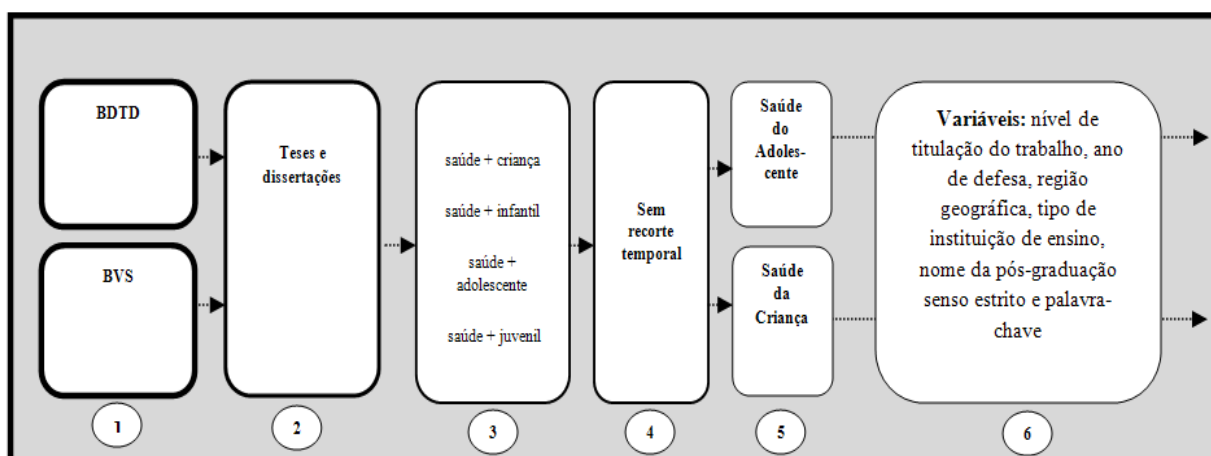 BDTD
BVS
Teses e
dissertações
saúde + criança
saúde + infantil
saúde +
adolescente
saúde + juvenil
Sem
recorte
temporal
Saúde
do
Adoles-
cente
Saúde
da
Criança
Variáveis: nível de
titulação do trabalho, ano
de defesa, região
geográfica, tipo de
instituição de ensino,
nome da pós-graduação
senso estrito e palavra-
chave
1
2
3
4
5
6